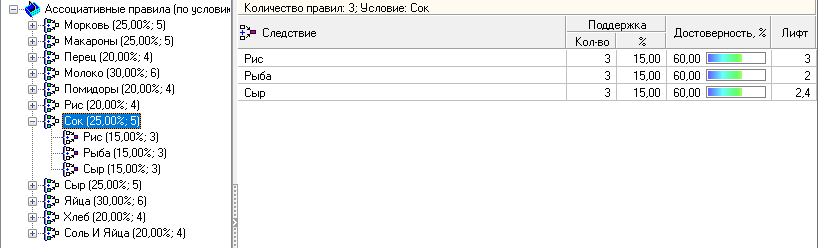 Ассоциативные правила (по услови
Морковь (25,00%; 5)
Макароны (25,00%; 5)
Перец (20,00%; 4)
Молоко (30,00%; 6)
Помидоры (20,00%; 4)
Рис (20,00%; 4)
Сок (25,00%; 5)
Рис (15,00%; 3)
Рыба (15,00%; 3)
Сыр (15,00%; 3)
Сыр (25,00%; 5)
Яйца (30,00%; 6)
Хлеб (20,00%; 4)
Соль И Яйца (20,00%; 4)
Количество правил: 3; Условие: Сок
Следствие Поддержка Достоверность, % Лифт
Кол-во %
Рис 3 15,00 60,00 3
Рыба 3 15,00 60,00 2
Сыр 3 15,00 60,00 2,4